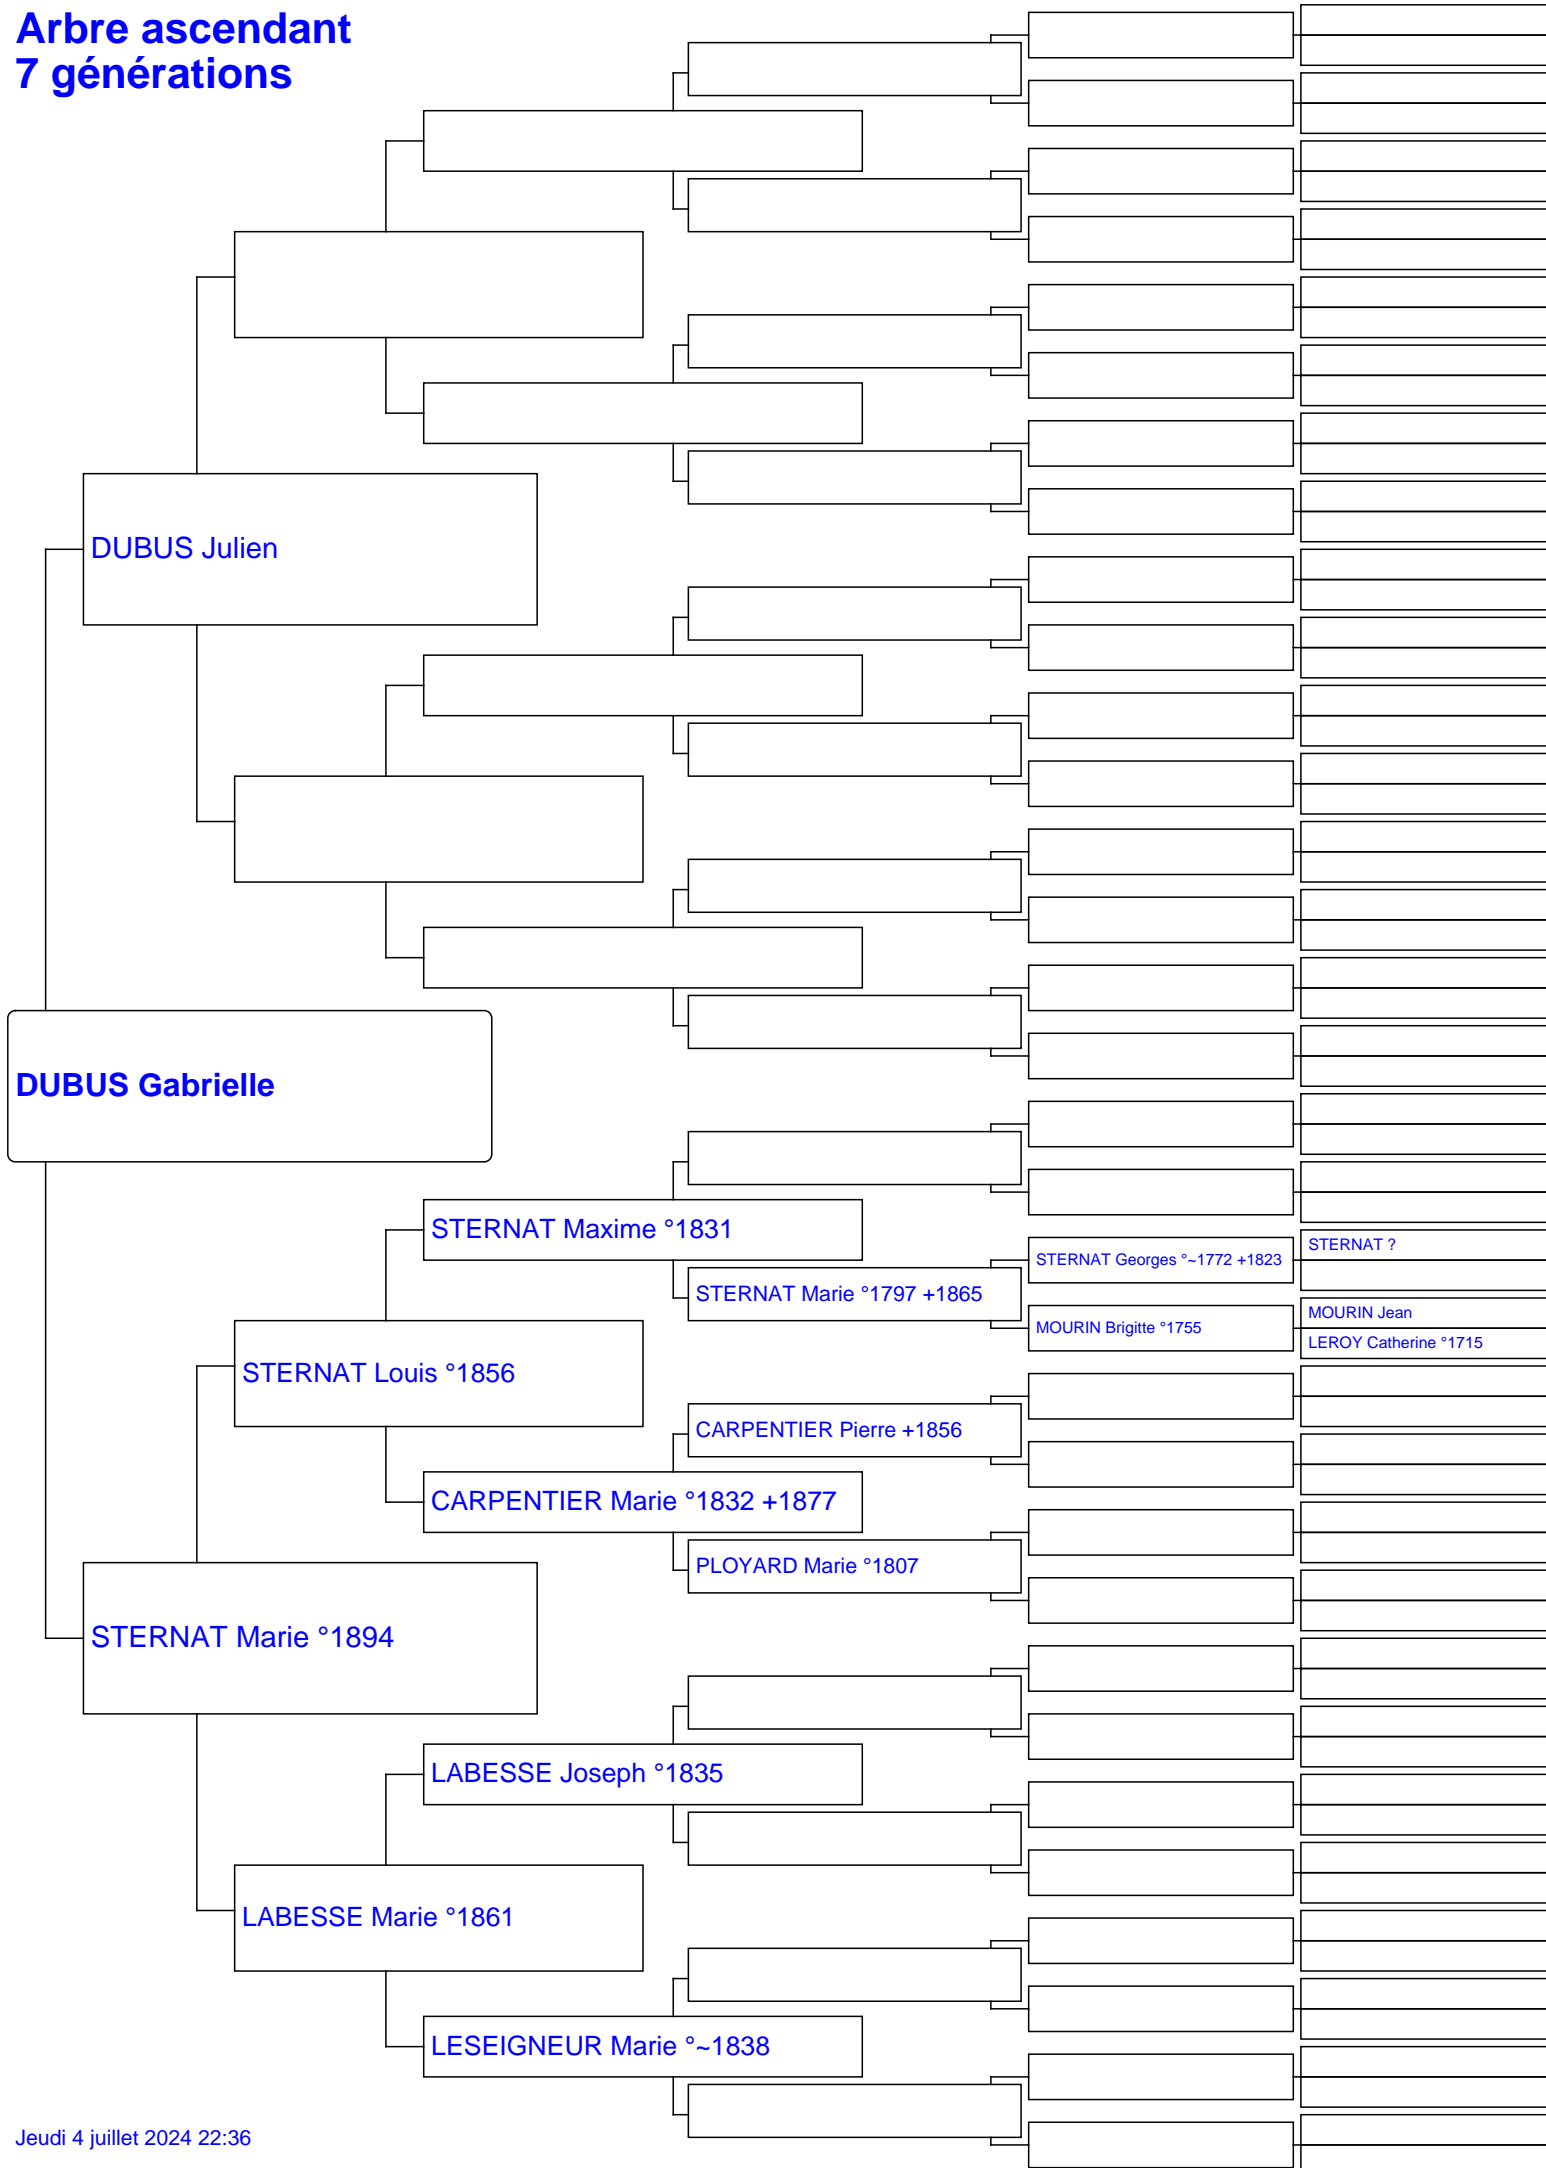 Arbre ascendant
7 générations
DUBUS Julien
DUBUS Gabrielle
STERNAT Maxime °1831
STERNAT ?
STERNAT Georges °~1772 +1823
STERNAT Marie °1797 +1865
MOURIN Jean
MOURIN Brigitte °1755
LEROY Catherine °1715
STERNAT Louis °1856
CARPENTIER Pierre +1856
CARPENTIER Marie °1832 +1877
PLOYARD Marie °1807
STERNAT Marie °1894
LABESSE Joseph °1835
LABESSE Marie °1861
LESEIGNEUR Marie °~1838
Jeudi 4 juillet 2024 22:36